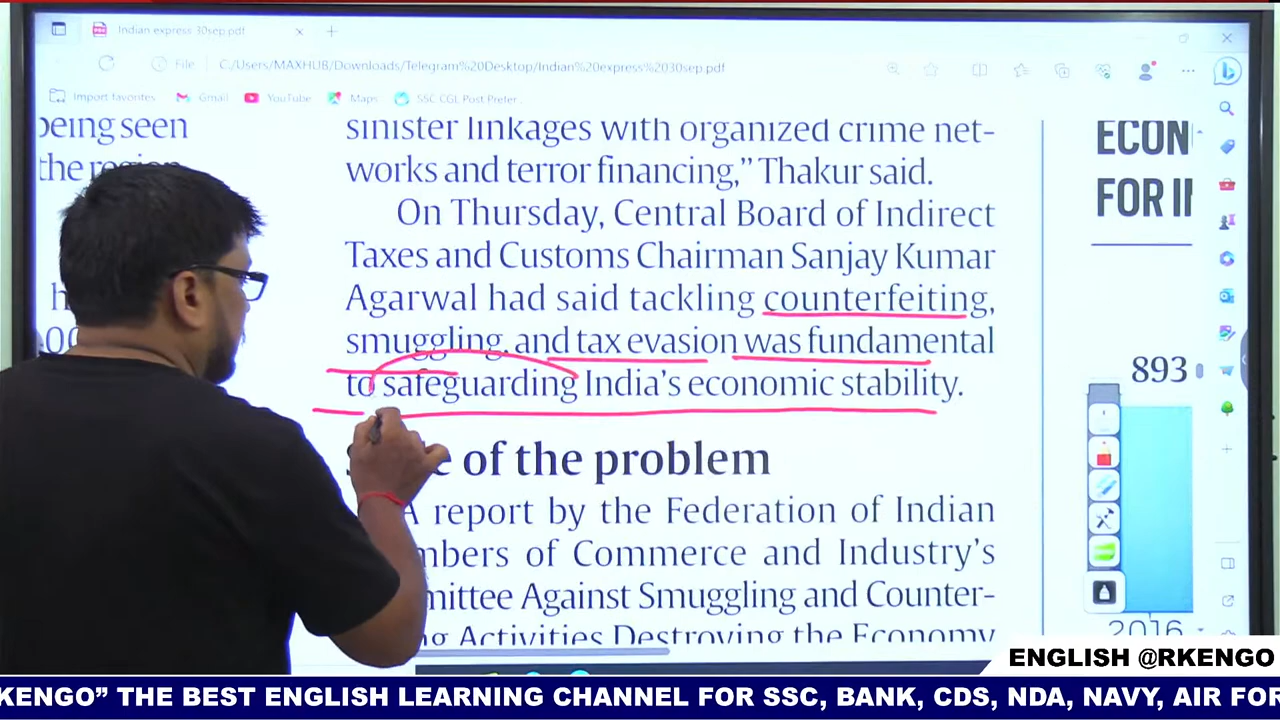 Indian express 30sep.pdf
File
C:/Users/MAXHUB/Downloads/Telegram%20Desktop/Indian%20express%2030sep.pdf
Import favorites
Gmail
YouTube
Maps
SSC CGL Post Prefer...
being seen
sinister linkages with organized crime net-
works and terror financing,” Thakur said.
On Thursday, Central Board of Indirect
Taxes and Customs Chairman Sanjay Kumar
Agarwal had said tackling counterfeiting,
smuggling, and tax evasion was fundamental
to safeguarding India's economic stability.
of the problem
A report by the Federation of Indian
mbers of Commerce and Industry's
mittee Against Smuggling and Counter-
Activities Destroying the Economy
ECON
FOR II
893
2016
ENGLISH @RKENGO
KENGO” THE BEST ENGLISH LEARNING CHANNEL FOR SSC, BANK, CDS, NDA, NAVY, AIR FOR